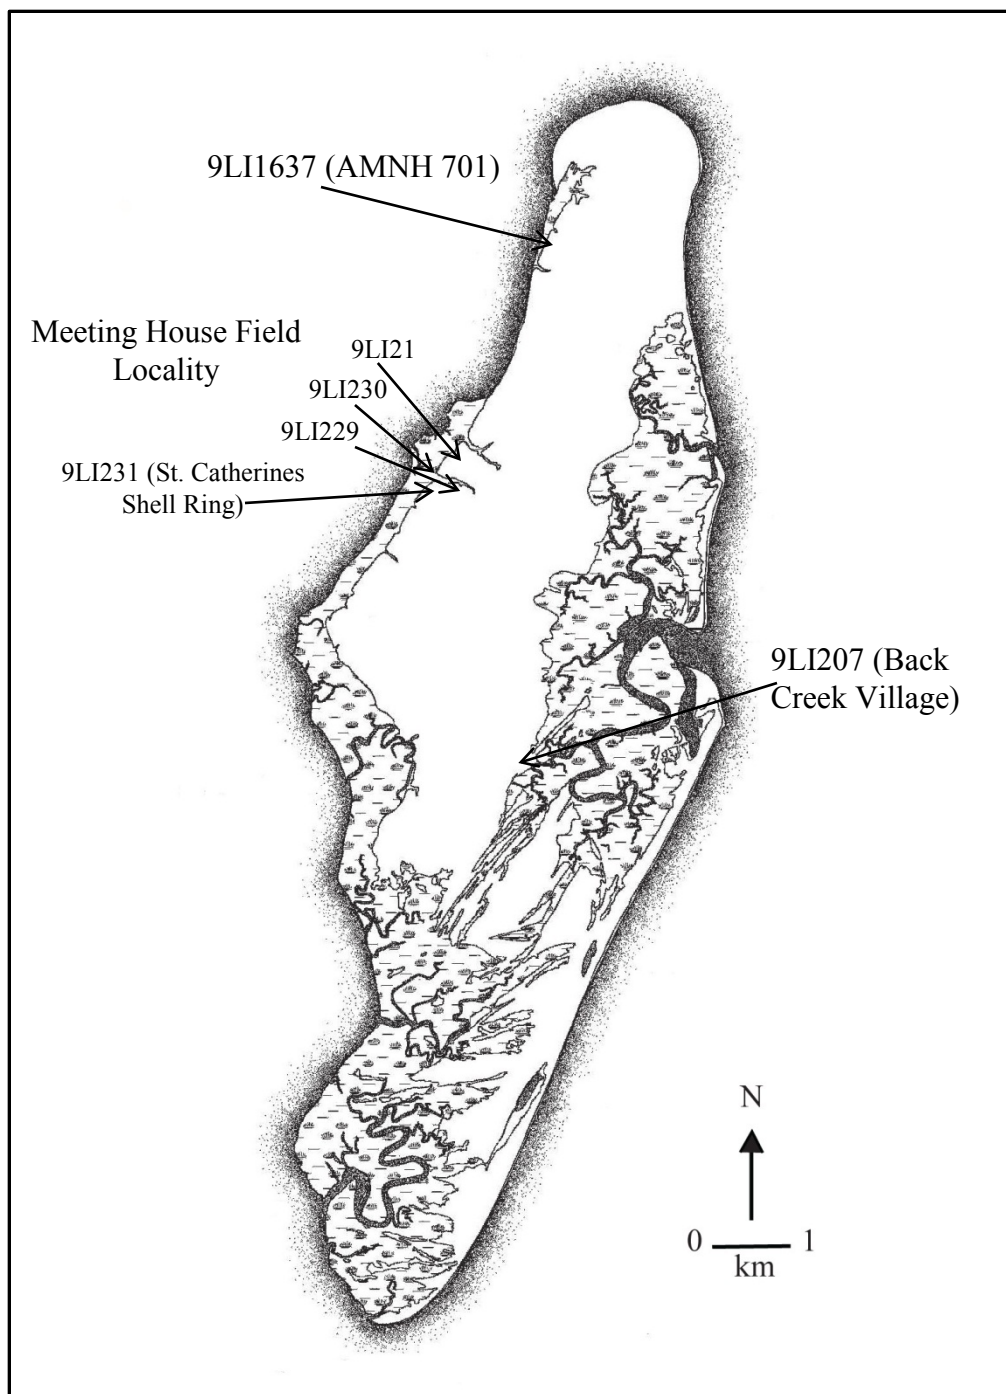 9LI1637 (AMNH 701)
Meeting House Field
Locality
9LI21
9LI230
9LI229
9LI231 (St. Catherines
Shell Ring)
9LI207 (Back
Creek Village)
N
0 1
km